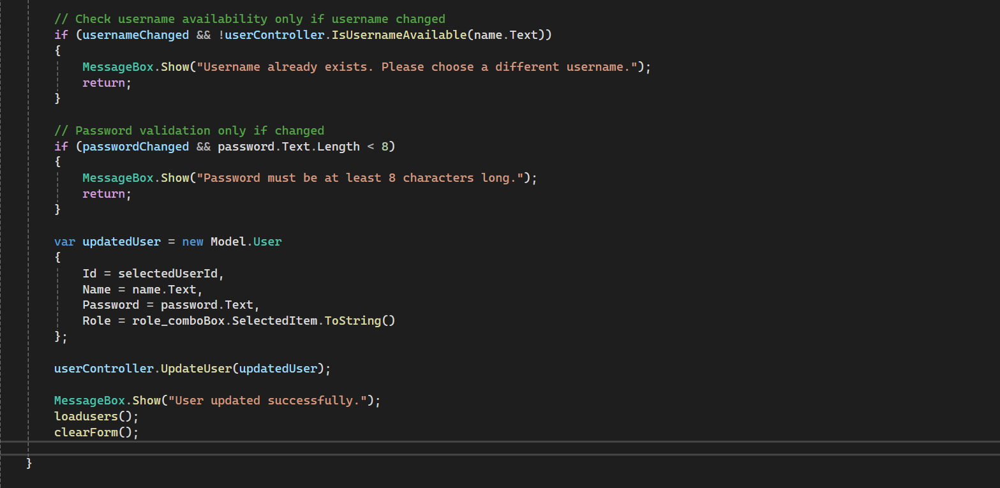 // Check username availability only if username changed
if (usernameChanged && !userController.IsUsernameAvailable(name.Text))
{
    MessageBox.Show("Username already exists. Please choose a different username.");
    return;
}
// Password validation only if changed
if (passwordChanged && password.Text.Length < 8)
{
    MessageBox.Show("Password must be at least 8 characters long.");
    return;
}
var updatedUser = new Model.User
{
    Id = selectedUserId,
    Name = name.Text,
    Password = password.Text,
    Role = role_comboBox.SelectedItem.ToString()
};
userController.UpdateUser(updatedUser);
MessageBox.Show("User updated successfully.");
loadusers();
clearForm();
}